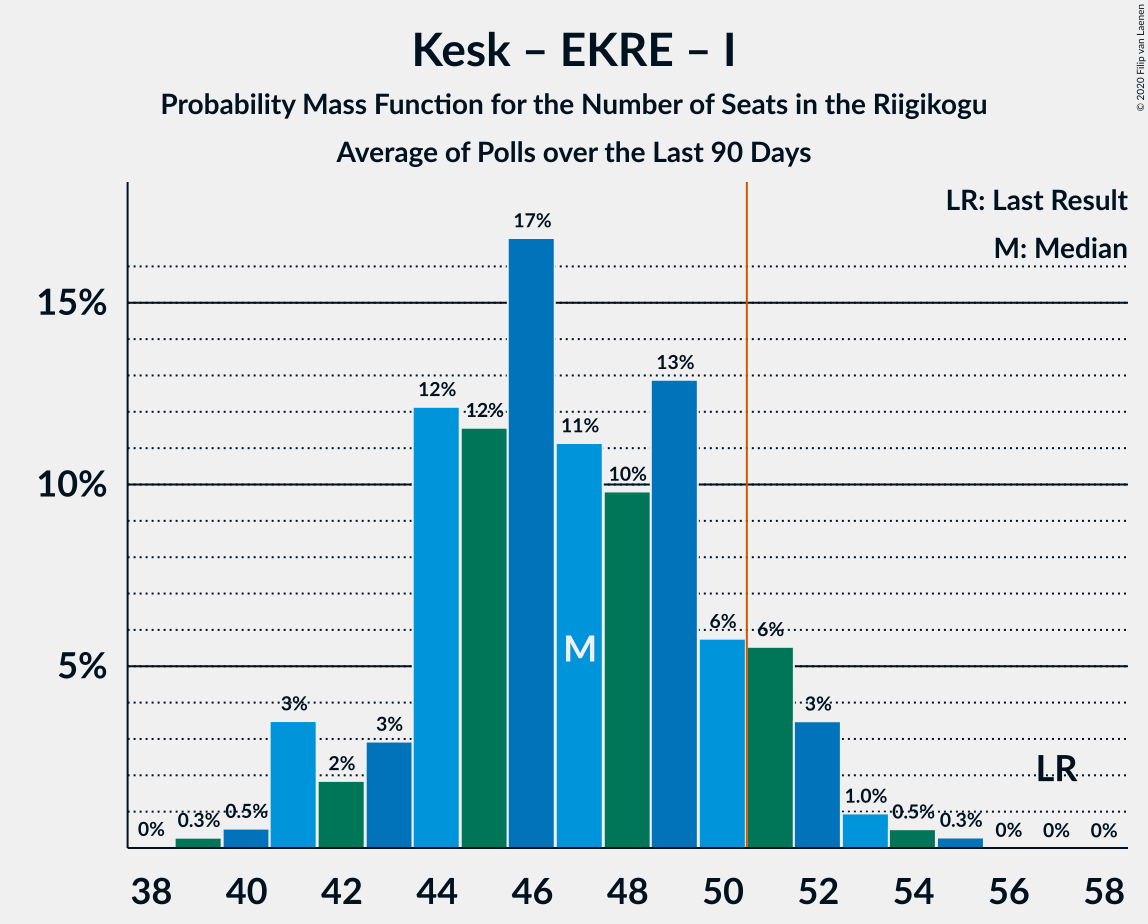 Kesk – EKRE – I
Probability Mass Function for the Number of Seats in the Riigikogu
Average of Polls over the Last 90 Days
© 2020 Filip van Laenen
LR: Last Result
M: Median
15%
10%
5%
0%
0.3%
0.5%
3%
2%
3%
12%
12%
17%
11%
10%
13%
6%
6%
3%
1.0%
0.5%
0.3%
0%
0%
0%
M
LR
38 40 42 44 46 48 50 52 54 56 58